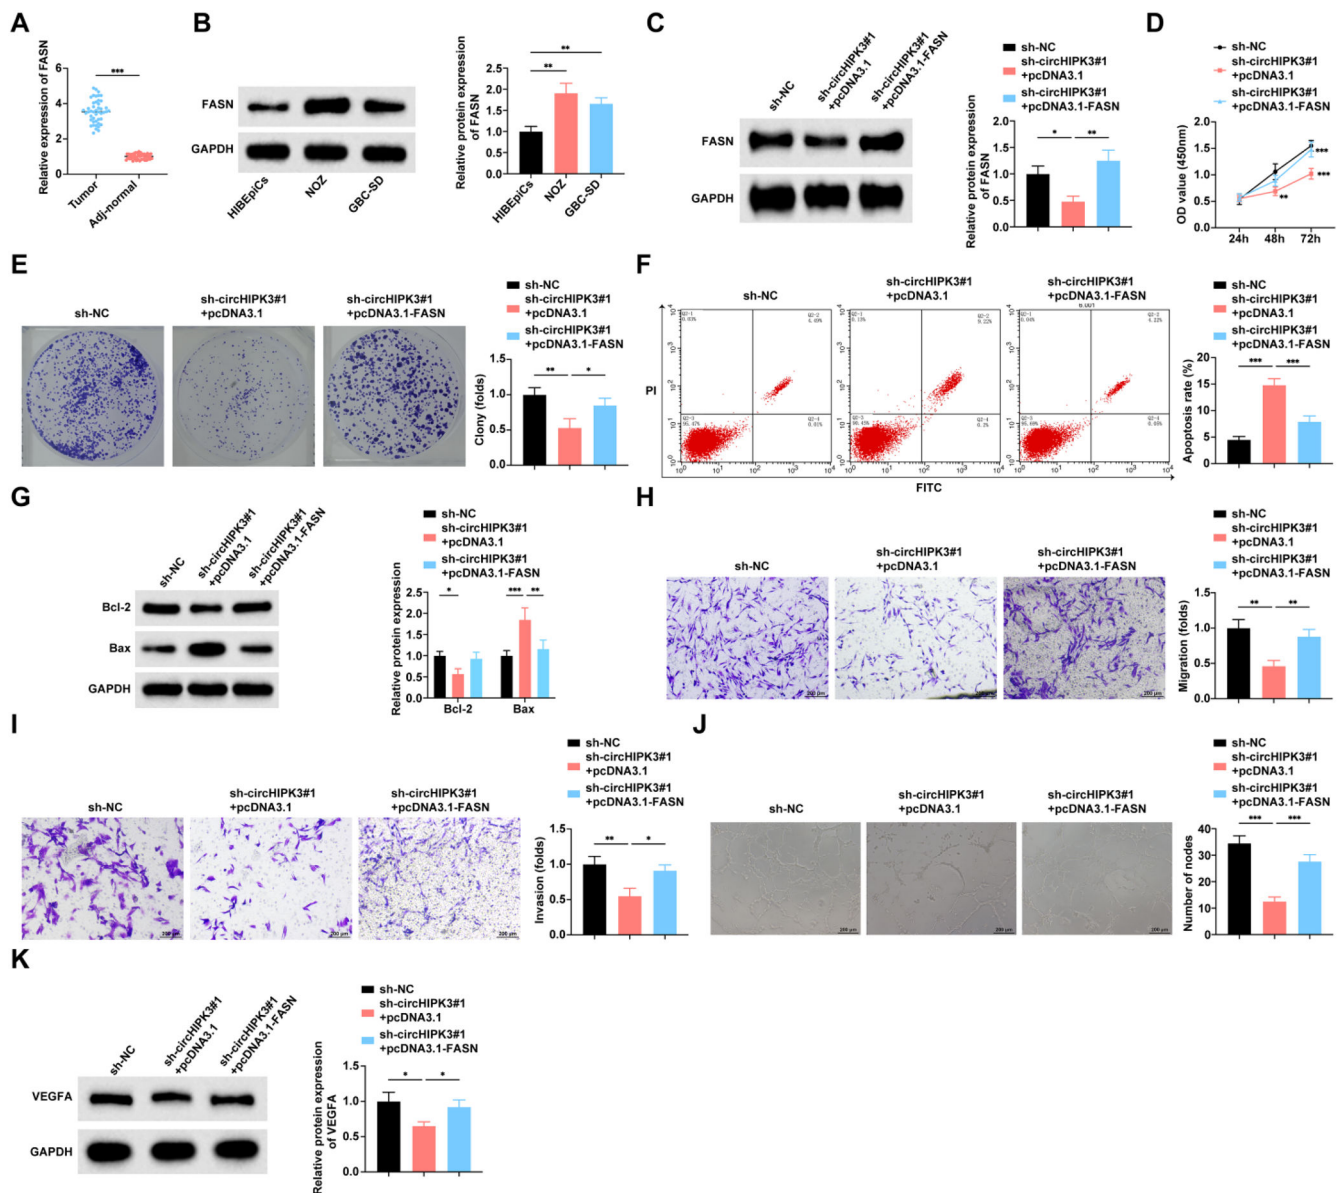 A
Relative expression of FASN
6
4
2
0
***
Tumor
Adj-normal
B
FASN
GAPDH
HIBEpiCs
NOZ
GBC-SD
Relative protein expression
of FASN
2.5
2.0
1.5
1.0
0.5
0.0
**
**
HIBEpiCs
NOZ
GBC-SD
C
sh-NC
sh-circHIPK3#1
+pcDNA3.1
sh-circHIPK3#1
+pcDNA3.1-FASN
FASN
GAPDH
sh-NC
sh-circHIPK3#1
+pcDNA3.1
sh-circHIPK3#1
+pcDNA3.1-FASN
Relative protein expression
of FASN
2.0
1.5
1.0
0.5
0.0
*
**
D
sh-NC
sh-circHIPK3#1
+pcDNA3.1
sh-circHIPK3#1
+pcDNA3.1-FASN
OD value (450nm)
2.0
1.5
1.0
0.5
0.0
**
***
***
24h 48h 72h
E
sh-NC
sh-circHIPK3#1
+pcDNA3.1
sh-circHIPK3#1
+pcDNA3.1-FASN
sh-NC
sh-circHIPK3#1
+pcDNA3.1
sh-circHIPK3#1
+pcDNA3.1-FASN
Clony (folds)
1.5
1.0
0.5
0.0
**
*
F
sh-NC
sh-circHIPK3#1
+pcDNA3.1
sh-circHIPK3#1
+pcDNA3.1-FASN
PI
FITC
sh-NC
sh-circHIPK3#1
+pcDNA3.1
sh-circHIPK3#1
+pcDNA3.1-FASN
Apoptosis rate (%)
20
15
10
5
0
***
***
G
sh-NC
sh-circHIPK3#1
+pcDNA3.1
sh-circHIPK3#1
+pcDNA3.1-FASN
Bcl-2
Bax
GAPDH
sh-NC
sh-circHIPK3#1
+pcDNA3.1
sh-circHIPK3#1
+pcDNA3.1-FASN
Relative protein expression
2.5
2.0
1.5
1.0
0.5
0.0
*
***
**
Bcl-2 Bax
H
sh-NC
sh-circHIPK3#1
+pcDNA3.1
sh-circHIPK3#1
+pcDNA3.1-FASN
200 μm
200 μm
200 μm
sh-NC
sh-circHIPK3#1
+pcDNA3.1
sh-circHIPK3#1
+pcDNA3.1-FASN
Migration (folds)
1.5
1.0
0.5
0.0
**
**
I
sh-NC
sh-circHIPK3#1
+pcDNA3.1
sh-circHIPK3#1
+pcDNA3.1-FASN
200 μm
200 μm
200 μm
sh-NC
sh-circHIPK3#1
+pcDNA3.1
sh-circHIPK3#1
+pcDNA3.1-FASN
Invasion (folds)
1.5
1.0
0.5
0.0
**
*
J
sh-NC
sh-circHIPK3#1
+pcDNA3.1
sh-circHIPK3#1
+pcDNA3.1-FASN
200 μm
200 μm
200 μm
sh-NC
sh-circHIPK3#1
+pcDNA3.1
sh-circHIPK3#1
+pcDNA3.1-FASN
Number of nodes
40
30
20
10
0
***
***
K
sh-NC
sh-circHIPK3#1
+pcDNA3.1
sh-circHIPK3#1
+pcDNA3.1-FASN
VEGFA
GAPDH
sh-NC
sh-circHIPK3#1
+pcDNA3.1
sh-circHIPK3#1
+pcDNA3.1-FASN
Relative protein expression
of VEGFA
1.5
1.0
0.5
0.0
*
*